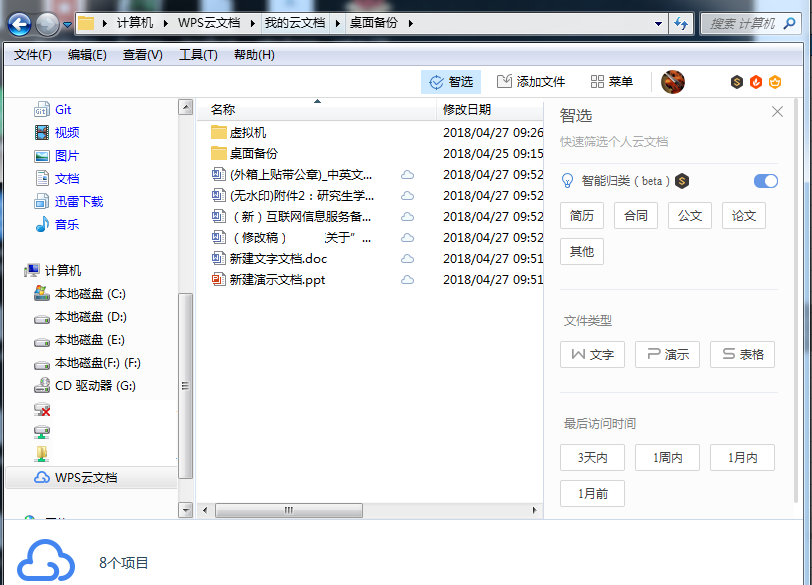 计算机 WPS云文档 我的云文档 桌面备份 搜索 计算机
文件(F) 编辑(E) 查看(V) 工具(T) 帮助(H)
智选 添加文件 菜单
Git
视频
图片
文档
迅雷下载
音乐
计算机
本地磁盘 (C:)
本地磁盘 (D:)
本地磁盘 (E:)
本地磁盘(F:) (F:)
CD 驱动器 (G:)
WPS云文档
名称 修改日期
虚拟机 2018/04/27 09:26
桌面备份 2018/04/25 09:15
(外箱上贴带公章)_中英文... 2018/04/27 09:52
(无水印)附件2：研究生学... 2018/04/27 09:52
（新）互联网信息服务备... 2018/04/27 09:52
（修改稿） 关于”... 2018/04/27 09:52
新建文字文档.doc 2018/04/27 09:51
新建演示文档.ppt 2018/04/27 09:51
智选
快速筛选个人云文档
智能归类（beta）
简历 合同 公文 论文
其他
文件类型
文字 演示 表格
最后访问时间
3天内 1周内 1月内
1月前
8个项目